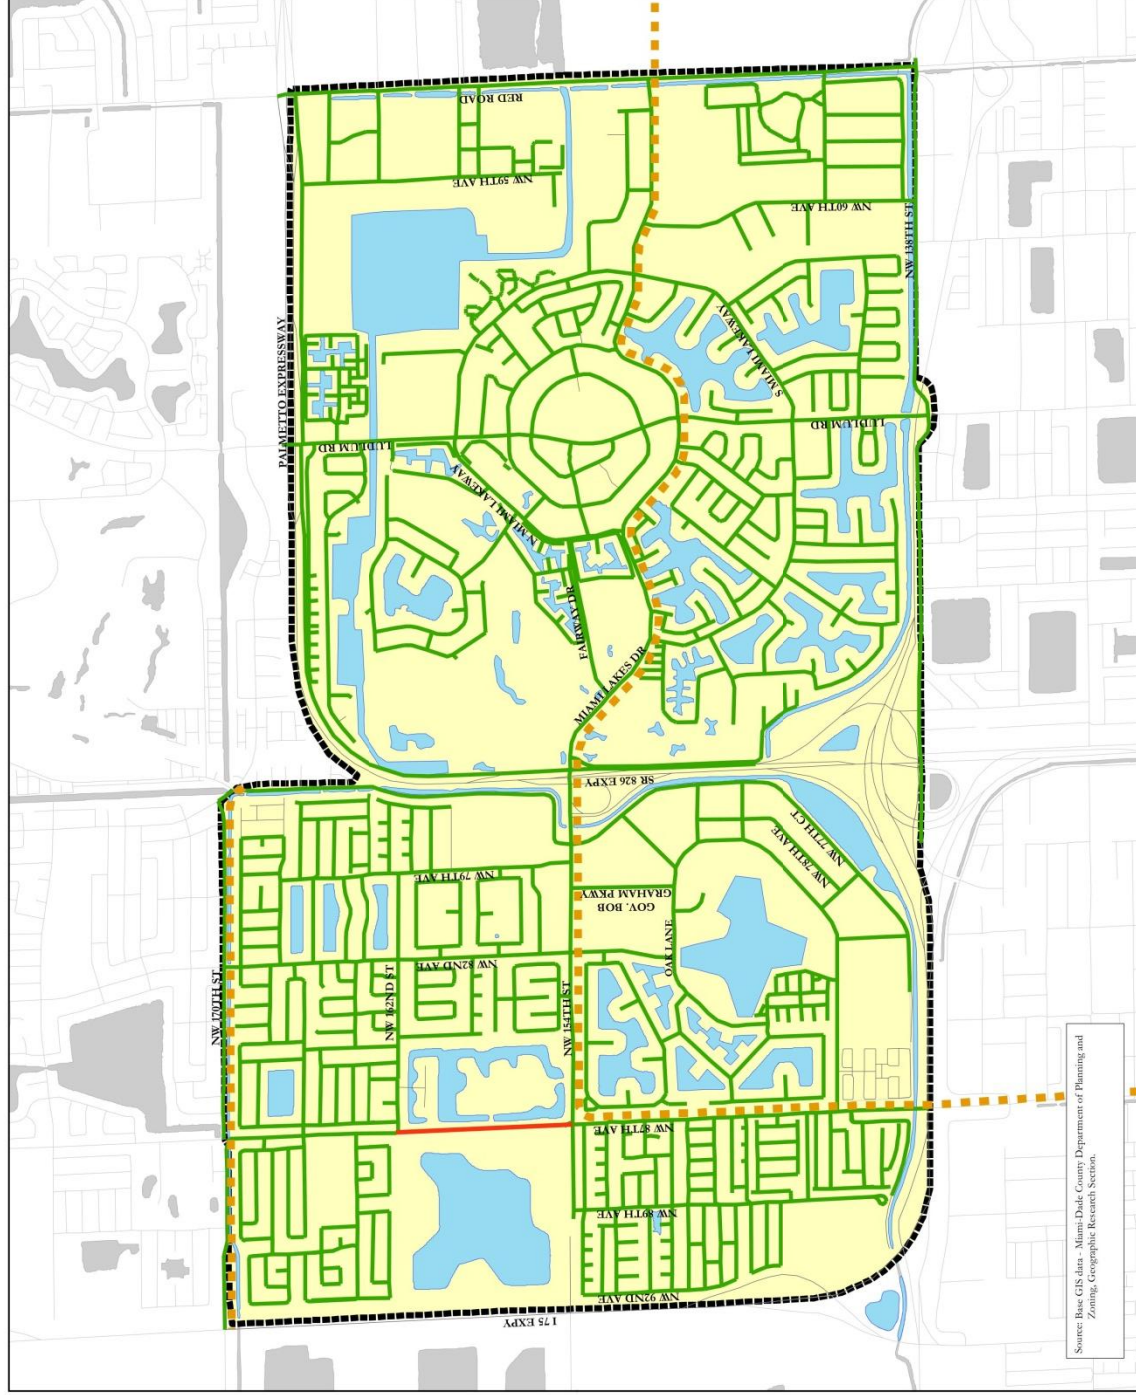 RED ROAD
NW 59TH AVE
NW 60TH AVE
NW 138TH ST
PALMETTO EXPRESSWAY
LUDLUM RD
S MIAMI LAKEWAY
LUDLUM RD
N MIAMI LAKEWAY
FAIRWAY DR
MIAMI LAKES DR
SR 826 EXPY
NW 79TH AVE
GOV. BOB
GRAHAM PKWY
NW 78TH AVE
NW 77TH CT
OAK LANE
NW 82ND AVE
NW 170TH ST
NW 162ND ST
NW 154TH ST
NW 87TH AVE
NW 89TH AVE
NW 92ND AVE
I 75 EXPY
Source: Base GIS data - Miami-Dade County Department of Planning and
Zoning, Geographic Research Section.